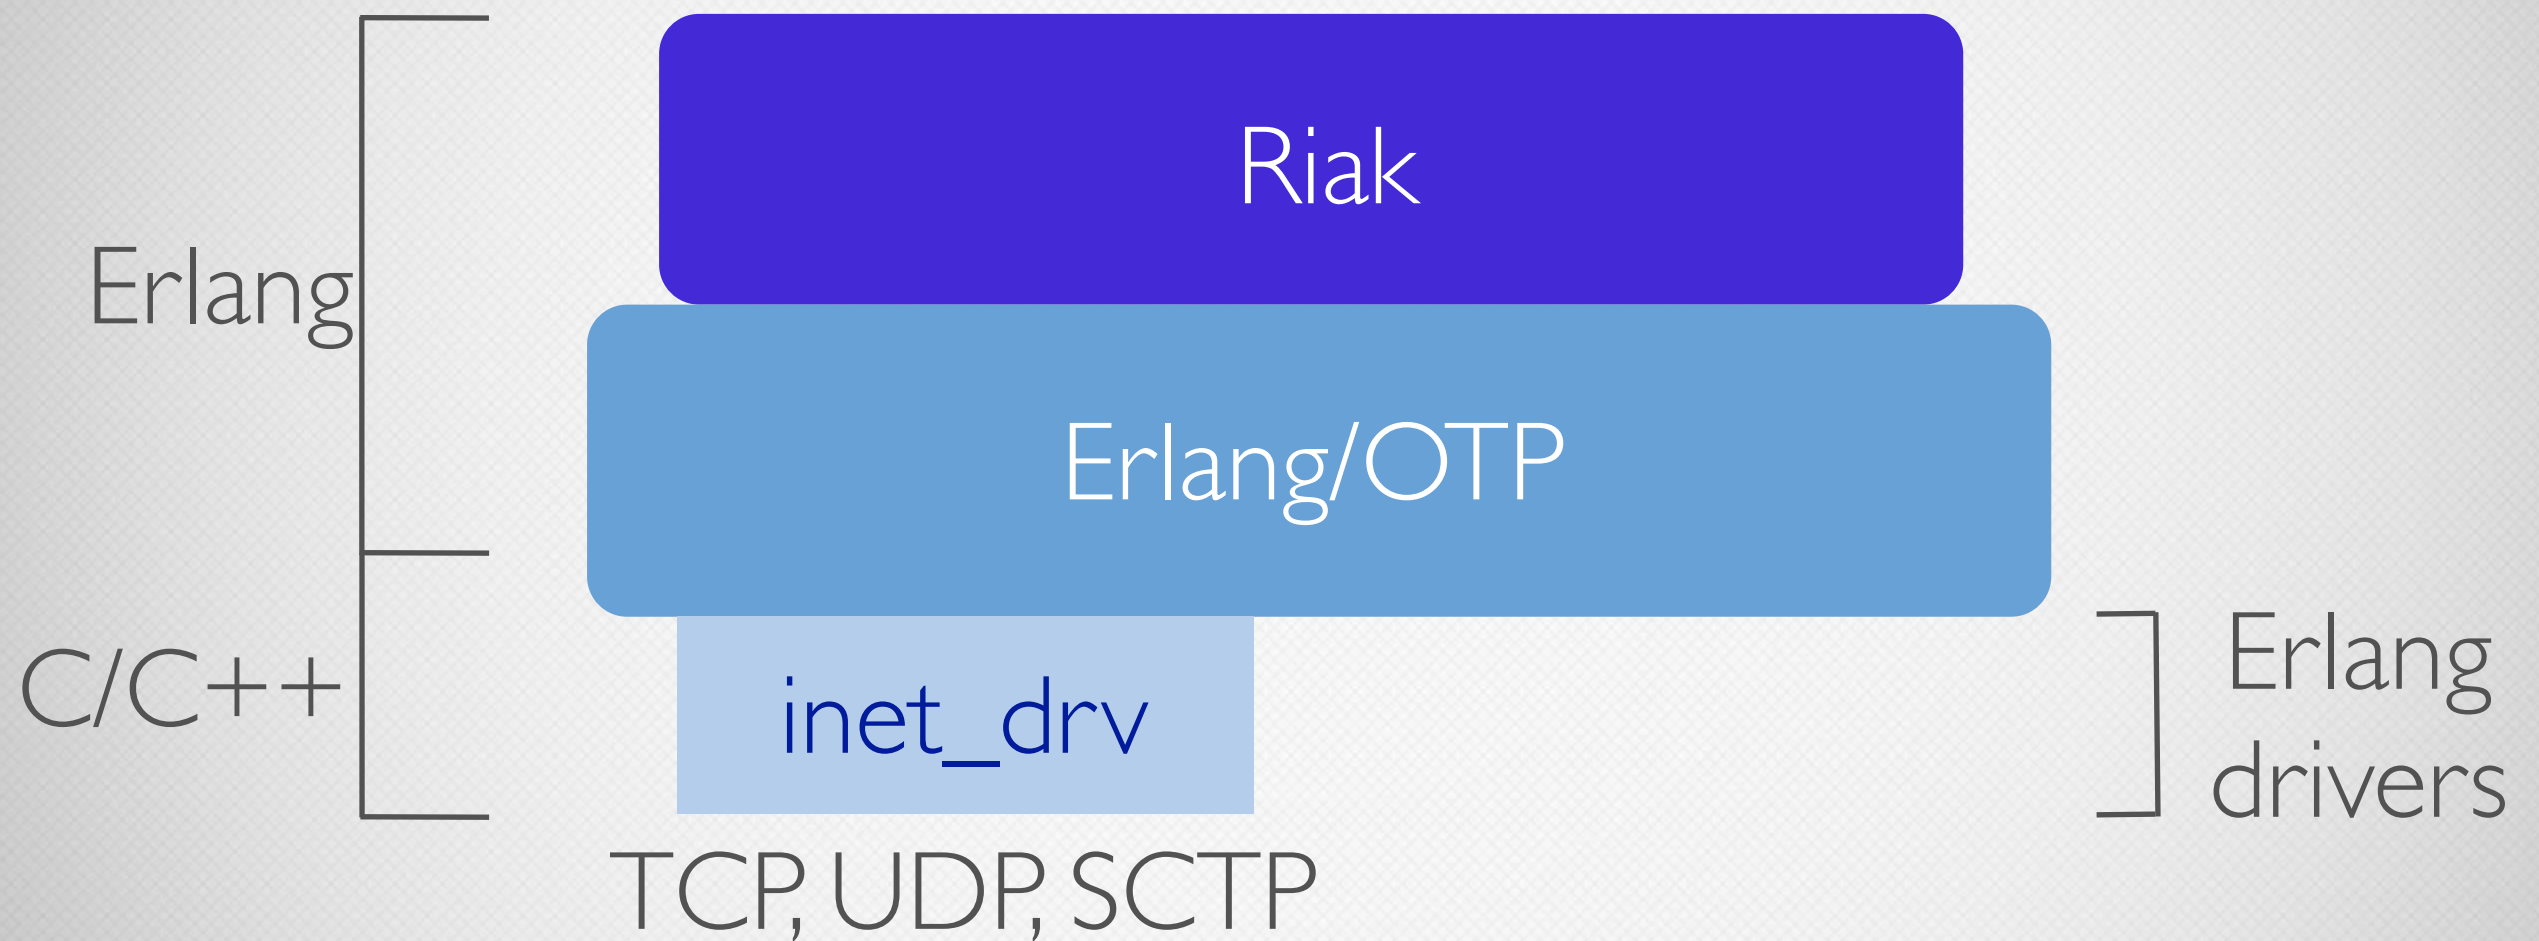 Riak
Erlang
Erlang/OTP
C/C++
inet_drv
Erlang
drivers
TCP, UDP, SCTP